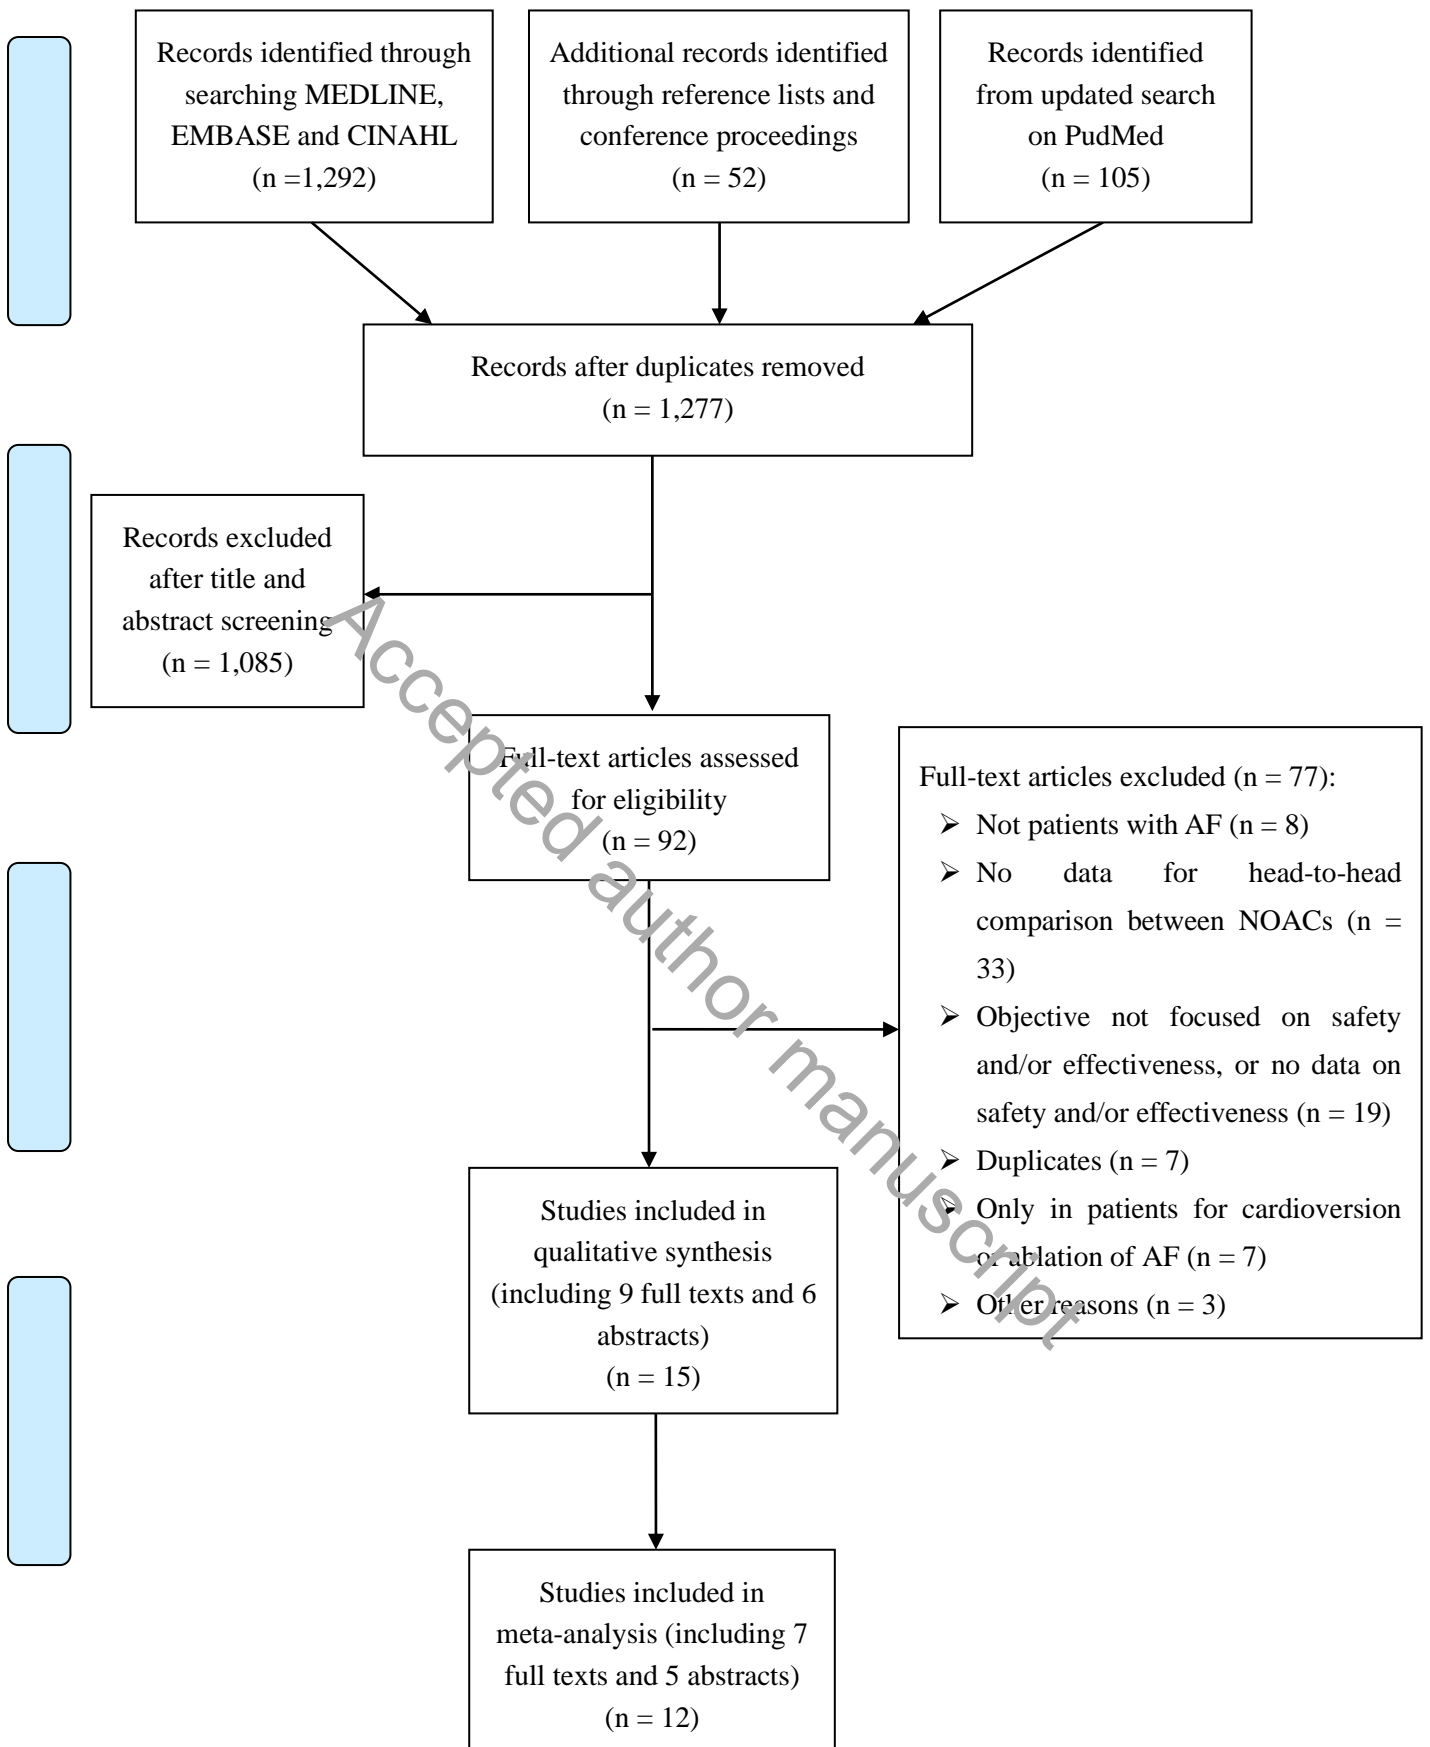 Records identified through
searching MEDLINE,
EMBASE and CINAHL
(n =1,292)
Additional records identified
through reference lists and
conference proceedings
(n = 52)
Records identified
from updated search
on PudMed
(n = 105)
Records after duplicates removed
(n = 1,277)
Records excluded
after title and
abstract screening
(n = 1,085)
Full-text articles assessed
for eligibility
(n = 92)
Full-text articles excluded (n = 77):
➢ Not patients with AF (n = 8)
➢ No data for head-to-head
comparison between NOACs (n =
33)
➢ Objective not focused on safety
and/or effectiveness, or no data on
safety and/or effectiveness (n = 19)
➢ Duplicates (n = 7)
➢ Only in patients for cardioversion
or ablation of AF (n = 7)
➢ Other reasons (n = 3)
Studies included in
qualitative synthesis
(including 9 full texts and 6
abstracts)
(n = 15)
Studies included in
meta-analysis (including 7
full texts and 5 abstracts)
(n = 12)
Accepted author manuscript